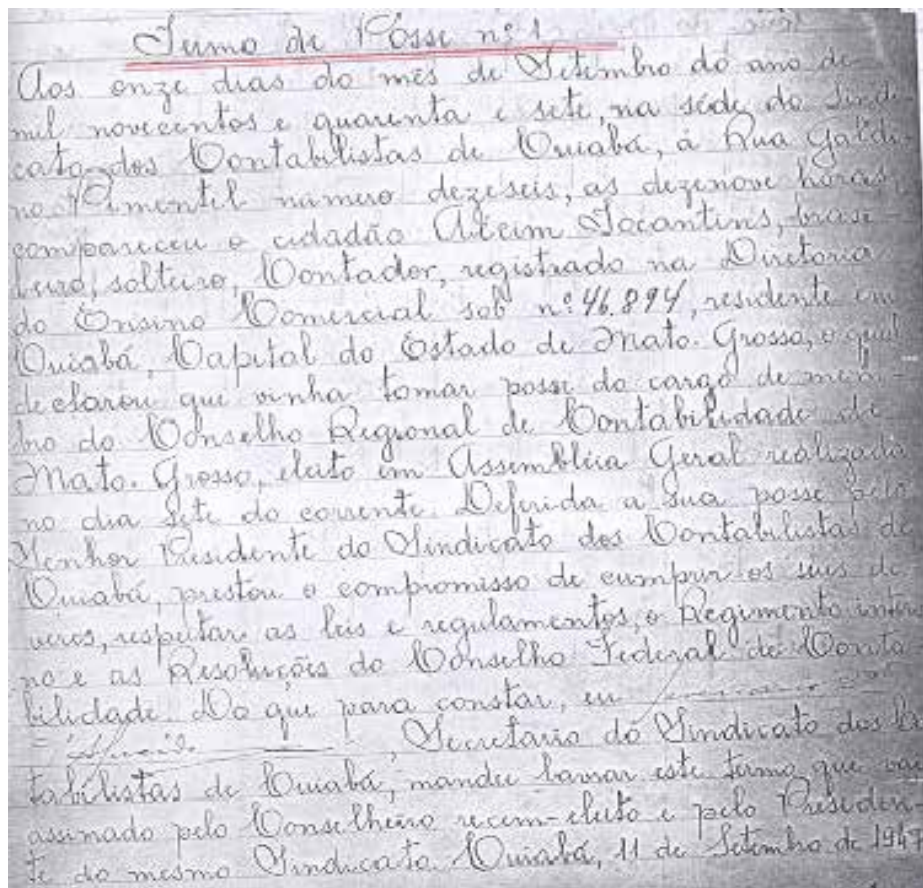 Termo de Posse nº 1
Aos onze dias do mês de Setembro do ano de
mil novecentos e quarenta e sete, na séde do Sindi-
cato dos Contabilistas de Cuiabá, á Rua Galdi-
no Pimentel numero dezeseis, as dezenove horas,
compareceu o cidadão Atcim Tocantins, brasi-
leiro, solteiro, Contador, registrado na Diretoria
do Ensino Comercial sob nº 46.894, residente em
Cuiabá, Capital do Estado de Mato-Grosso, o qual
declarou que vinha tomar posse do cargo de mem-
bro do Conselho Regional de Contabilidade de
Mato-Grosso, eleito em Assembléia Geral realizada
no dia sete do corrente. Deferida a sua posse pelo
Senhor Presidente do Sindicato dos Contabilistas de
Cuiabá, prestou o compromisso de cumprir os seus de-
veres, respeitar as leis e regulamentos, o Regimento inter-
no e as Resoluções do Conselho Federal de Conta-
bilidade. Do que para constar, eu
, Secretario do Sindicato dos Con-
tabilistas de Cuiabá, mandei lavrar este termo que vai
assinado pelo Conselheiro recem-eleito e pelo Presiden-
te do mesmo Sindicato. Cuiabá, 11 de Setembro de 1947